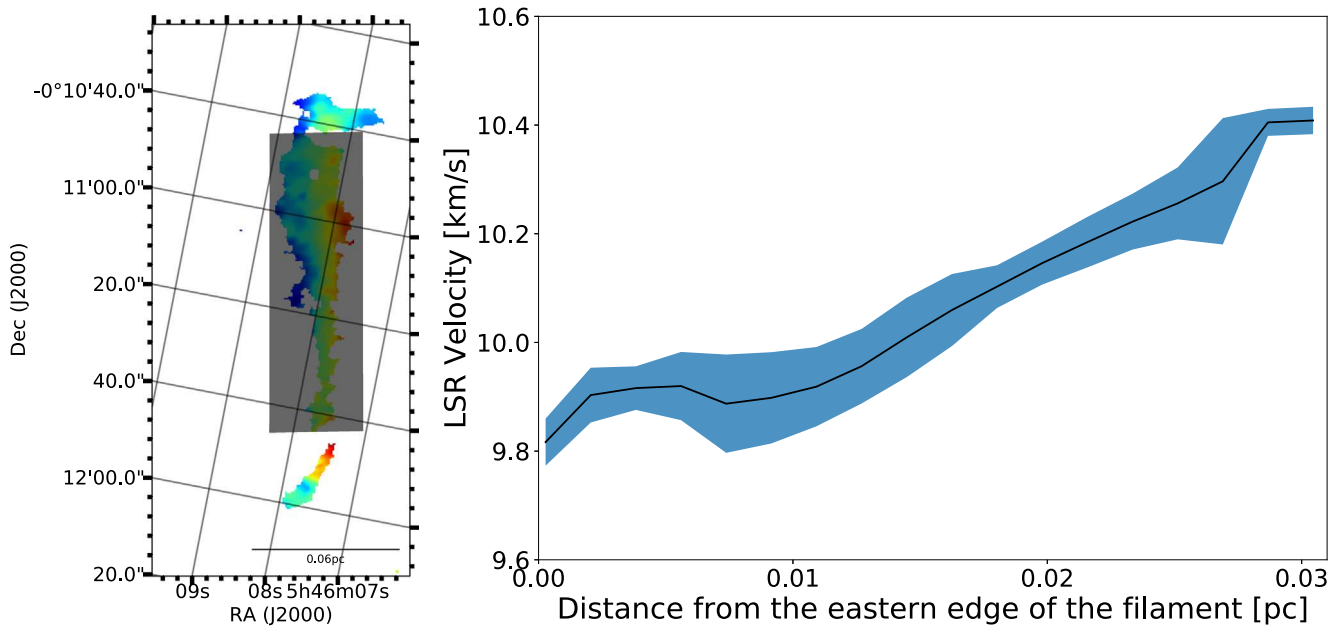 -0°10'40.0"
11'00.0"
20.0"
40.0"
12'00.0"
20.0"
Dec (J2000)
0.06pc
09s
08s
5h46m07s
RA (J2000)
LSR Velocity [km/s]
10.6
10.4
10.2
10.0
9.8
9.6
0.00
0.01
0.02
0.03
Distance from the eastern edge of the filament [pc]